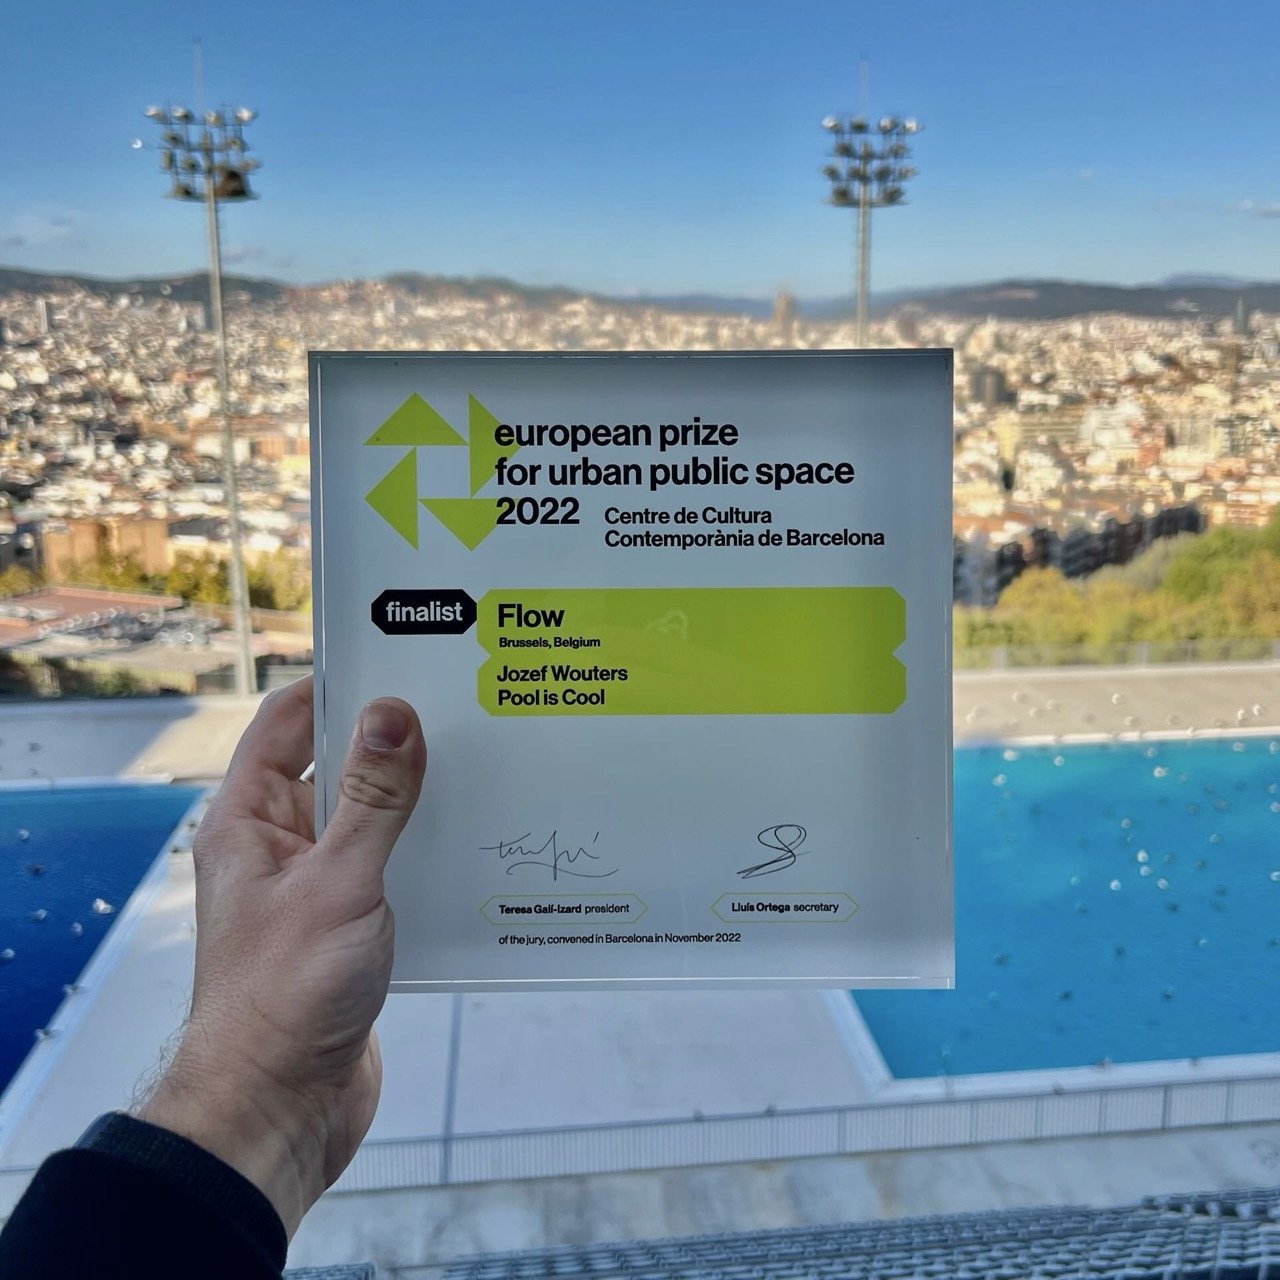 european prize
for urban public space
2022
Centre de Cultura
Contemporània de Barcelona
finalist
Flow
Brussels, Belgium
Jozef Wouters
Pool is Cool
Teresa Galí-Izard president
Lluís Ortega secretary
of the jury, convened in Barcelona in November 2022